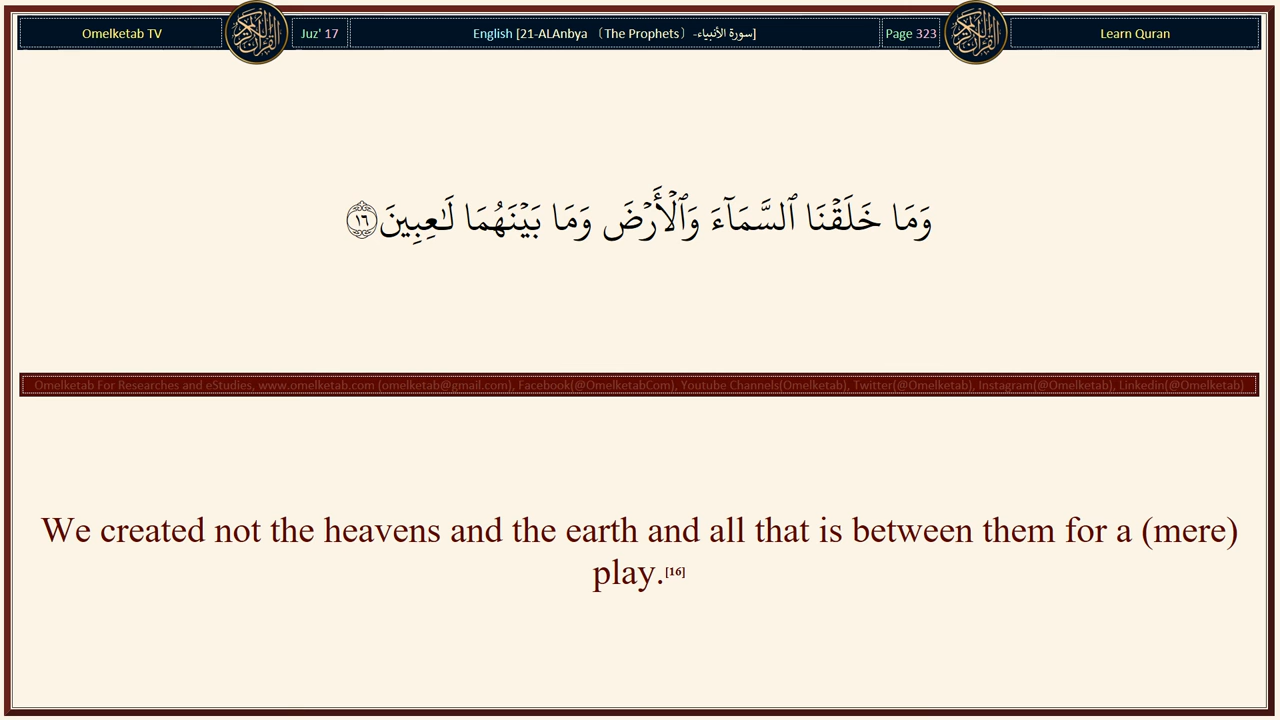 Omelketab TV
Juz' 17
English [21-ALAnbya 〔The Prophets〕 -سورة الأنبياء]
Page 323
Learn Quran
وَمَا خَلَقْنَا ٱلسَّمَآءَ وَٱلْأَرْضَ وَمَا بَيْنَهُمَا لَـٰعِبِينَ ١٦
Omelketab For Researches and eStudies, www.omelketab.com (omelketab@gmail.com), Facebook(@OmelketabCom), Youtube Channels(Omelketab), Twitter(@Omelketab), Instagram(@Omelketab), Linkedin(@Omelketab)
We created not the heavens and the earth and all that is between them for a (mere)
play.[16]